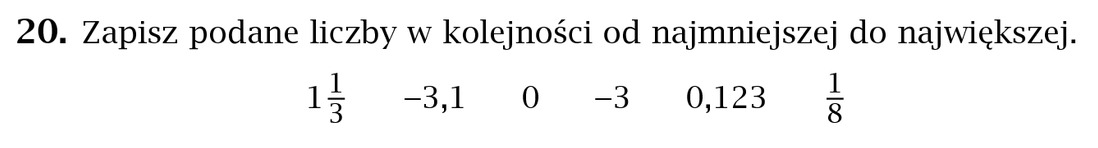 20. Zapisz podane liczby w kolejności od najmniejszej do największej.
1 1/3 –3,1 0 –3 0,123 1/8